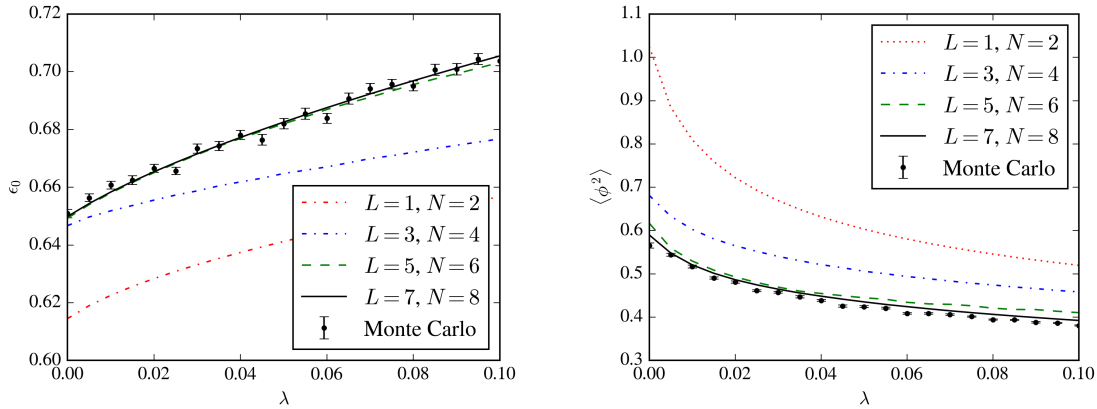 0.72
0.70
0.68
0.66
0.64
0.62
0.60
ϵ₀
0.00
0.02
0.04
0.06
0.08
0.10
λ
L = 1, N = 2
L = 3, N = 4
L = 5, N = 6
L = 7, N = 8
Monte Carlo
1.1
1.0
0.9
0.8
0.7
0.6
0.5
0.4
0.3
⟨ϕ²⟩
0.00
0.02
0.04
0.06
0.08
0.10
λ
L = 1, N = 2
L = 3, N = 4
L = 5, N = 6
L = 7, N = 8
Monte Carlo